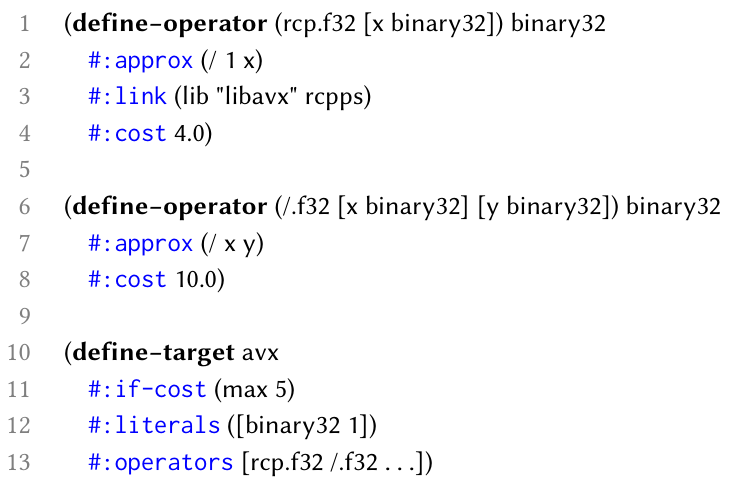 1 (define-operator (rcp.f32 [x binary32]) binary32
2 #:approx (/ 1 x)
3 #:link (lib "libavx" rcpps)
4 #:cost 4.0)
5
6 (define-operator (/.f32 [x binary32] [y binary32]) binary32
7 #:approx (/ x y)
8 #:cost 10.0)
9
10 (define-target avx
11 #:if-cost (max 5)
12 #:literals ([binary32 1])
13 #:operators [rcp.f32 /.f32 . . .])